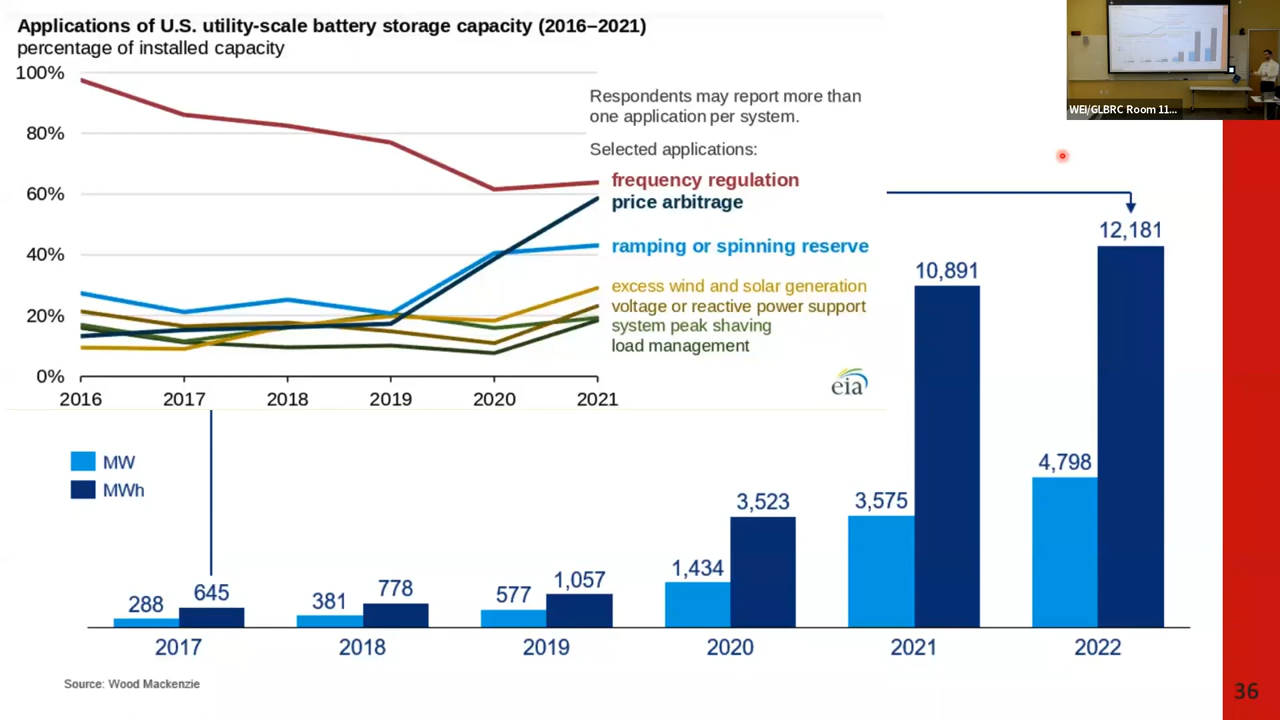 Applications of U.S. utility-scale battery storage capacity (2016–2021)
percentage of installed capacity
100%
80%
60%
40%
20%
0%
2016 2017 2018 2019 2020 2021
Respondents may report more than
one application per system.
Selected applications:
frequency regulation
price arbitrage
ramping or spinning reserve
excess wind and solar generation
voltage or reactive power support
system peak shaving
load management
eia
WEI/GLBRC Room 11...
MW
MWh
288 645 381 778 577 1,057 1,434 3,523 3,575 10,891 4,798 12,181
2017 2018 2019 2020 2021 2022
Source: Wood Mackenzie
36